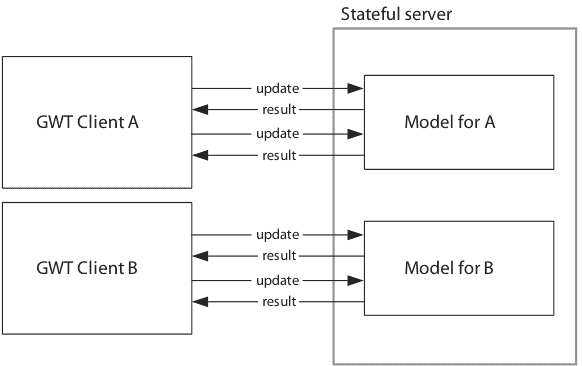 Stateful server
GWT Client A
update
result
update
result
Model for A
GWT Client B
update
result
update
result
Model for B